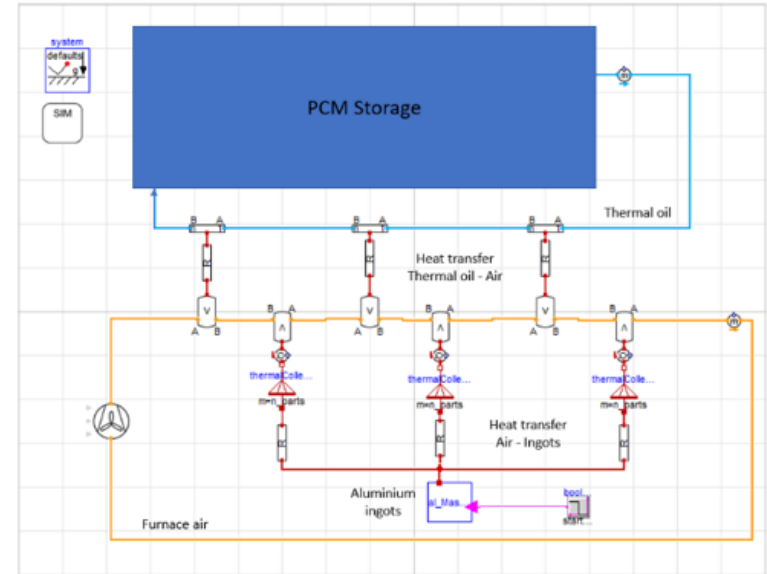 system
defaults
g
SIM
PCM Storage
m
Thermal oil
B A
B A
B A
R
R
R
Heat transfer
Thermal oil - Air
V
V
V
B A
B A
B A
A B
A B
A B
V
V
V
m
thermalColle...
thermalColle...
thermalColle...
m=n_parts
m=n_parts
m=n_parts
R
R
R
Heat transfer
Air - Ingots
Aluminium
ingots
al_Mas...
bool...
start...
Furnace air